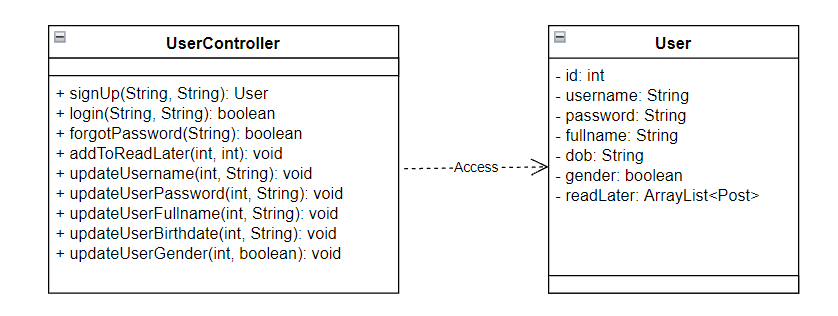 UserController
+ signUp(String, String): User
+ login(String, String): boolean
+ forgotPassword(String): boolean
+ addToReadLater(int, int): void
+ updateUsername(int, String): void
+ updateUserPassword(int, String): void
+ updateUserFullname(int, String): void
+ updateUserBirthdate(int, String): void
+ updateUserGender(int, boolean): void
Access
User
- id: int
- username: String
- password: String
- fullname: String
- dob: String
- gender: boolean
- readLater: ArrayList<Post>